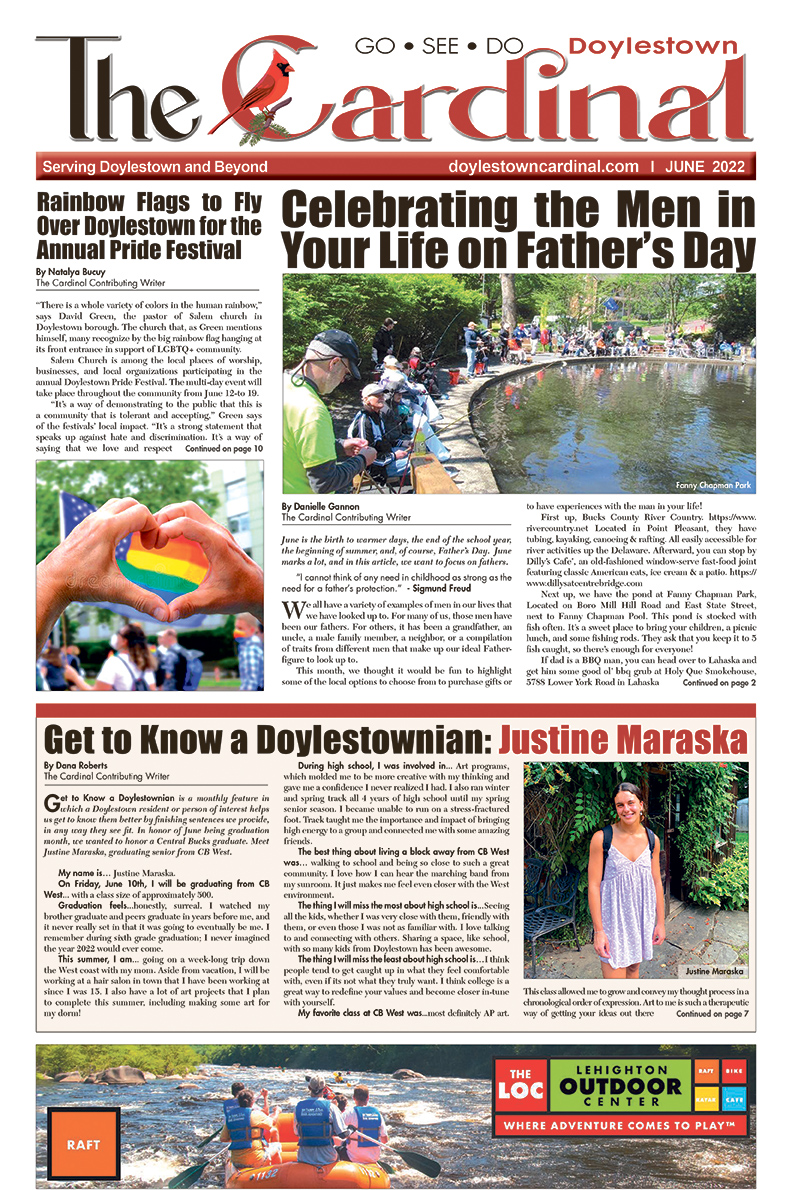 GO • SEE • DO
Doylestown
The Cardinal
Serving Doylestown and Beyond
doylestowncardinal.com I JUNE 2022
Rainbow Flags to Fly
Over Doylestown for the
Annual Pride Festival
By Natalya Bucuy
The Cardinal Contributing Writer
"There is a whole variety of colors in the human rainbow,"
says David Green, the pastor of Salem church in
Doylestown borough. The church that, as Green mentions
himself, many recognize by the big rainbow flag hanging at
its front entrance in support of LGBTQ+ community.
Salem Church is among the local places of worship,
businesses, and local organizations participating in the
annual Doylestown Pride Festival. The multi-day event will
take place throughout the community from June 12-to 19.
"It's a way of demonstrating to the public that this is
a community that is tolerant and accepting," Green says
of the festivals' local impact. "It's a strong statement that
speaks up against hate and discrimination. It's a way of
saying that we love and respect Continued on page 10
Celebrating the Men in
Your Life on Father's Day
Fanny Chapman Park
By Danielle Gannon
The Cardinal Contributing Writer
June is the birth to warmer days, the end of the school year,
the beginning of summer, and, of course, Father's Day. June
marks a lot, and in this article, we want to focus on fathers.
"I cannot think of any need in childhood as strong as the
need for a father's protection." - Sigmund Freud
We all have a variety of examples of men in our lives that
we have looked up to. For many of us, those men have
been our fathers. For others, it has been a grandfather, an
uncle, a male family member, a neighbor, or a compilation
of traits from different men that make up our ideal Father-
figure to look up to.
This month, we thought it would be fun to highlight
some of the local options to choose from to purchase gifts or
to have experiences with the man in your life!
First up, Bucks County River Country. https://www.
rivercountry.net Located in Point Pleasant, they have
tubing, kayaking, canoeing & rafting. All easily accessible for
river activities up the Delaware. Afterward, you can stop by
Dilly's Cafe', an old-fashioned window-serve fast-food joint
featuring classic American eats, ice cream & a patio. https://
www.dillysatcentrebridge.com
Next up, we have the pond at Fanny Chapman Park,
Located on Boro Mill Hill Road and East State Street,
next to Fanny Chapman Pool. This pond is stocked with
fish often. It's a sweet place to bring your children, a picnic
lunch, and some fishing rods. They ask that you keep it to 5
fish caught, so there's enough for everyone!
If dad is a BBQ man, you can head over to Lahaska and
get him some good ol' bbq grub at Holy Que Smokehouse,
5788 Lower York Road in Lahaska Continued on page 2
Get to Know a Doylestownian: Justine Maraska
By Dana Roberts
The Cardinal Contributing Writer
Get to Know a Doylestownian is a monthly feature in
which a Doylestown resident or person of interest helps
us get to know them better by finishing sentences we provide,
in any way they see fit. In honor of June being graduation
month, we wanted to honor a Central Bucks graduate. Meet
Justine Maraska, graduating senior from CB West.
My name is… Justine Maraska.
On Friday, June 10th, I will be graduating from CB
West... with a class size of approximately 500.
Graduation feels...honestly, surreal. I watched my
brother graduate and peers graduate in years before me, and
it never really set in that it was going to eventually be me. I
remember during sixth grade graduation; I never imagined
the year 2022 would ever come.
This summer, I am... going on a week-long trip down
the West coast with my mom. Aside from vacation, I will be
working at a hair salon in town that I have been working at
since I was 15. I also have a lot of art projects that I plan
to complete this summer, including making some art for
my dorm!
During high school, I was involved in... Art programs,
which molded me to be more creative with my thinking and
gave me a confidence I never realized I had. I also ran winter
and spring track all 4 years of high school until my spring
senior season. I became unable to run on a stress-fractured
foot. Track taught me the importance and impact of bringing
high energy to a group and connected me with some amazing
friends.
The best thing about living a block away from CB West
was… walking to school and being so close to such a great
community. I love how I can hear the marching band from
my sunroom. It just makes me feel even closer with the West
environment.
The thing I will miss the most about high school is...Seeing
all the kids, whether I was very close with them, friendly with
them, or even those I was not as familiar with. I love talking
to and connecting with others. Sharing a space, like school,
with so many kids from Doylestown has been awesome.
The thing I will miss the least about high school is…I think
people tend to get caught up in what they feel comfortable
with, even if its not what they truly want. I think college is a
great way to redefine your values and become closer in-tune
with yourself.
My favorite class at CB West was...most definitely AP art.
Justine Maraska
This class allowed me to grow and convey my thought process in a
chronological order of expression. Art to me is such a therapeutic
way of getting your ideas out there Continued on page 7
RAFT
THE
LOC
LEHIGHTON
OUTDOOR
CENTER
RAFT
BIKE
KAYAK
CAFE
WHERE ADVENTURE COMES TO PLAY™